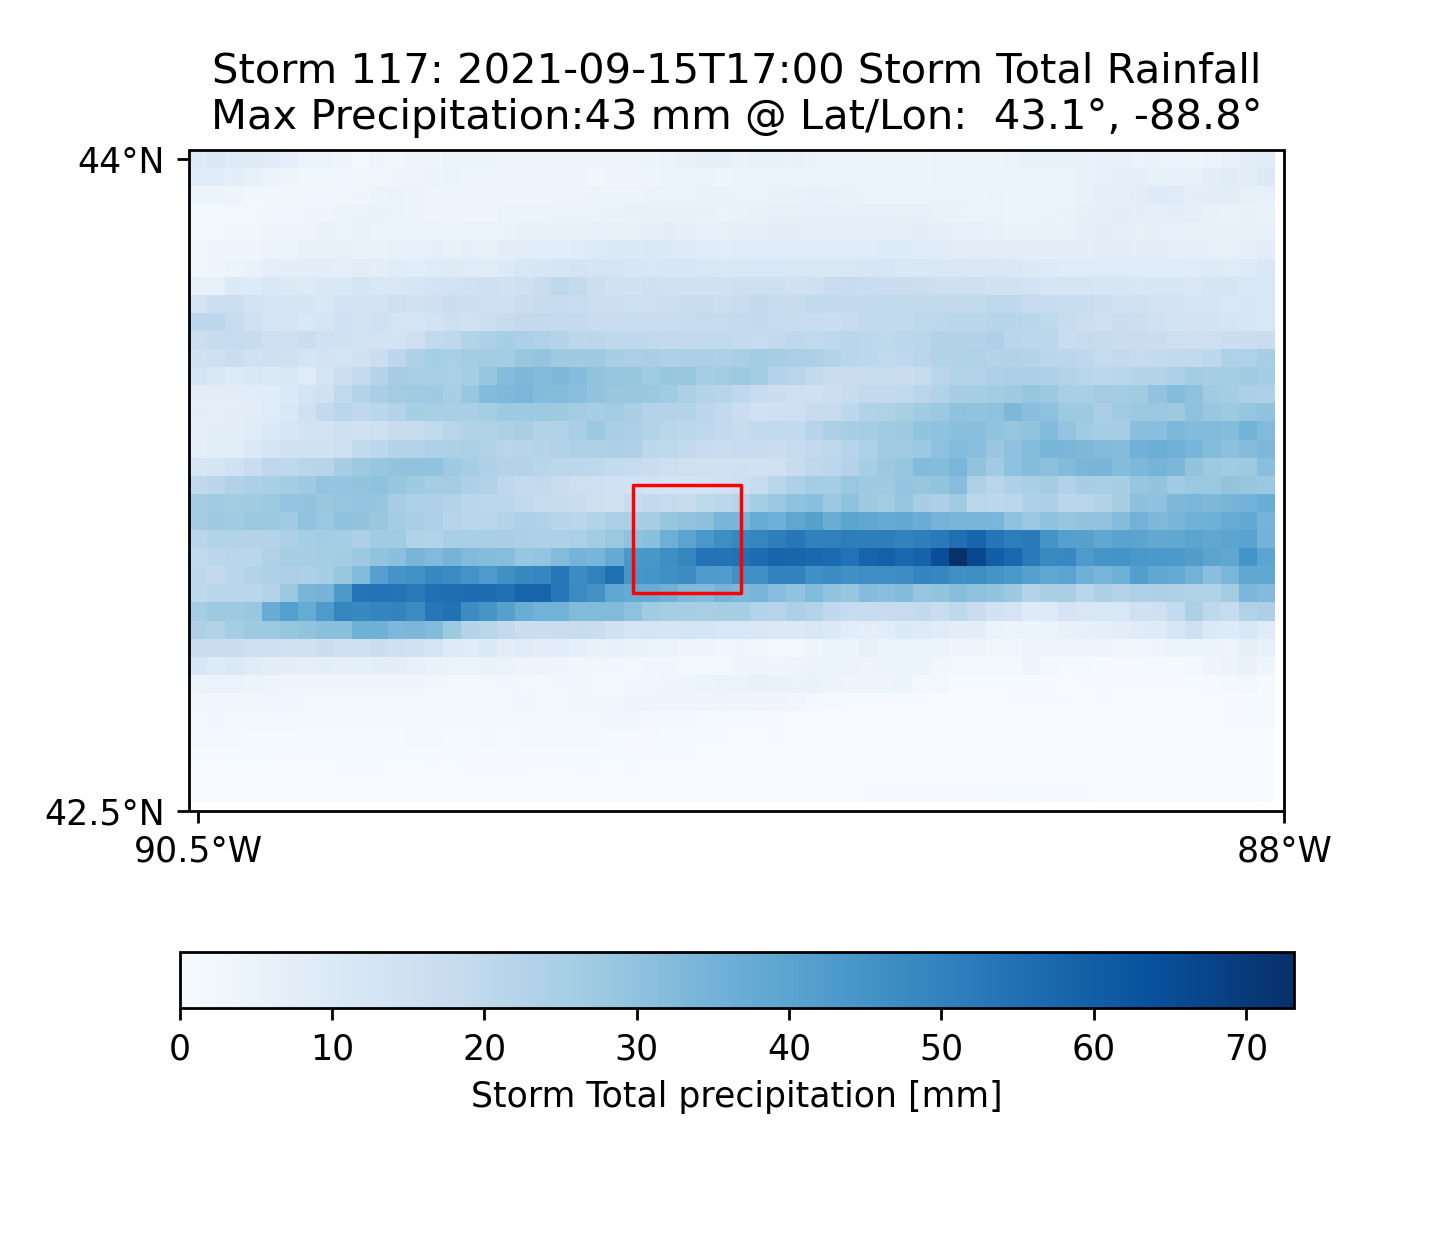 Storm 117: 2021-09-15T17:00 Storm Total Rainfall
Max Precipitation:43 mm @ Lat/Lon:  43.1°, -88.8°
44°N
42.5°N
90.5°W 88°W
0 10 20 30 40 50 60 70
Storm Total precipitation [mm]